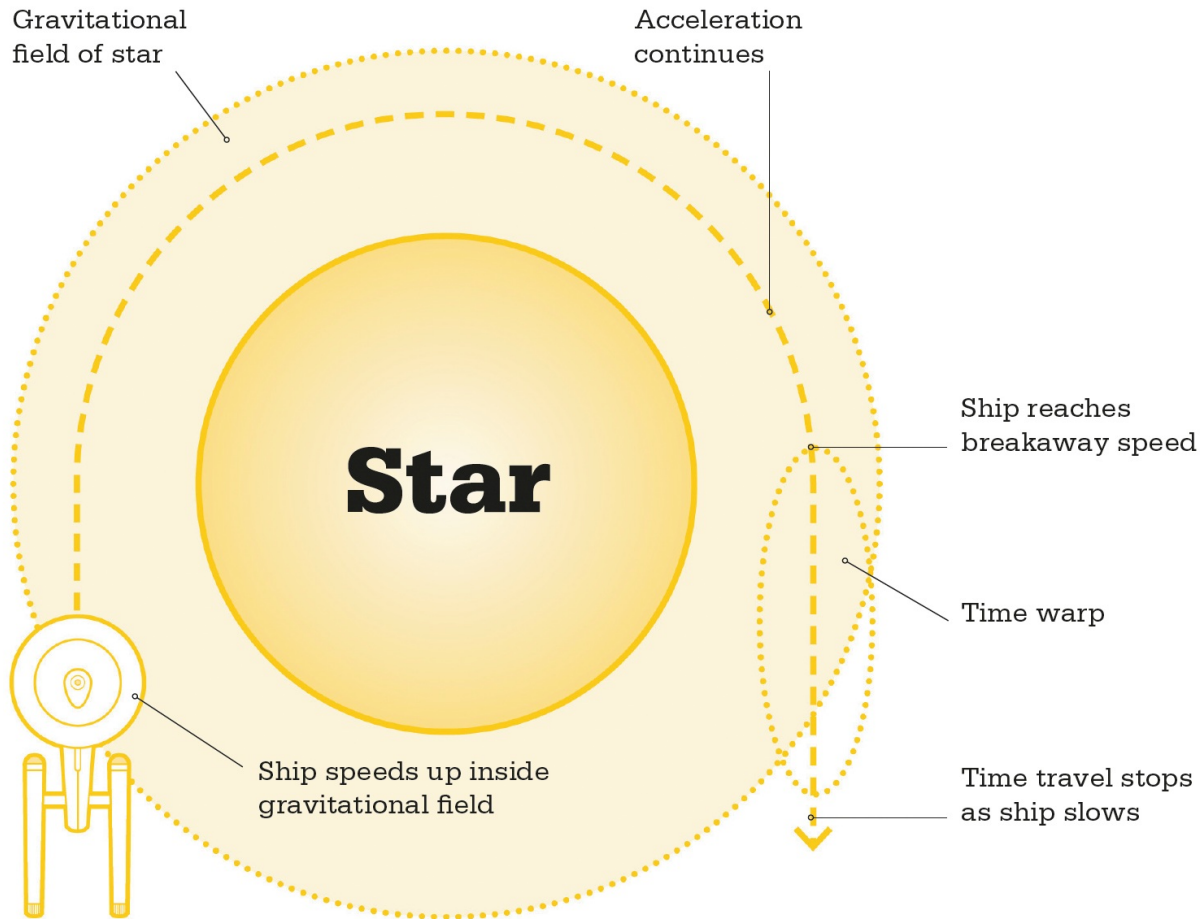 Gravitational
field of star
Acceleration
continues
Star
Ship reaches
breakaway speed
Time warp
Ship speeds up inside
gravitational field
Time travel stops
as ship slows